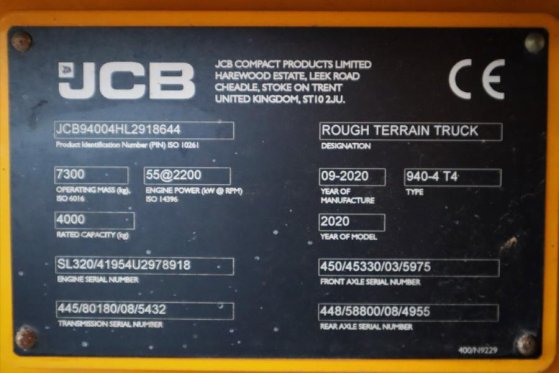 JCB
JCB COMPACT PRODUCTS LIMITED
HAREWOOD ESTATE, LEEK ROAD
CHEADLE, STOKE ON TRENT
UNITED KINGDOM, ST10 2JU.
CE
JCB94004HL2918644
Product Identification Number (PIN) ISO 10261
ROUGH TERRAIN TRUCK
DESIGNATION
7300
OPERATING MASS (kg),
ISO 6016
55@2200
ENGINE POWER (kW @ RPM)
ISO 14396
09-2020
YEAR OF
MANUFACTURE
940-4 T4
TYPE
4000
RATED CAPACITY (kg)
2020
YEAR OF MODEL
SL320/41954U2978918
ENGINE SERIAL NUMBER
450/45330/03/5975
FRONT AXLE SERIAL NUMBER
445/80180/08/5432
TRANSMISSION SERIAL NUMBER
448/58800/08/4955
REAR AXLE SERIAL NUMBER
400/N9229